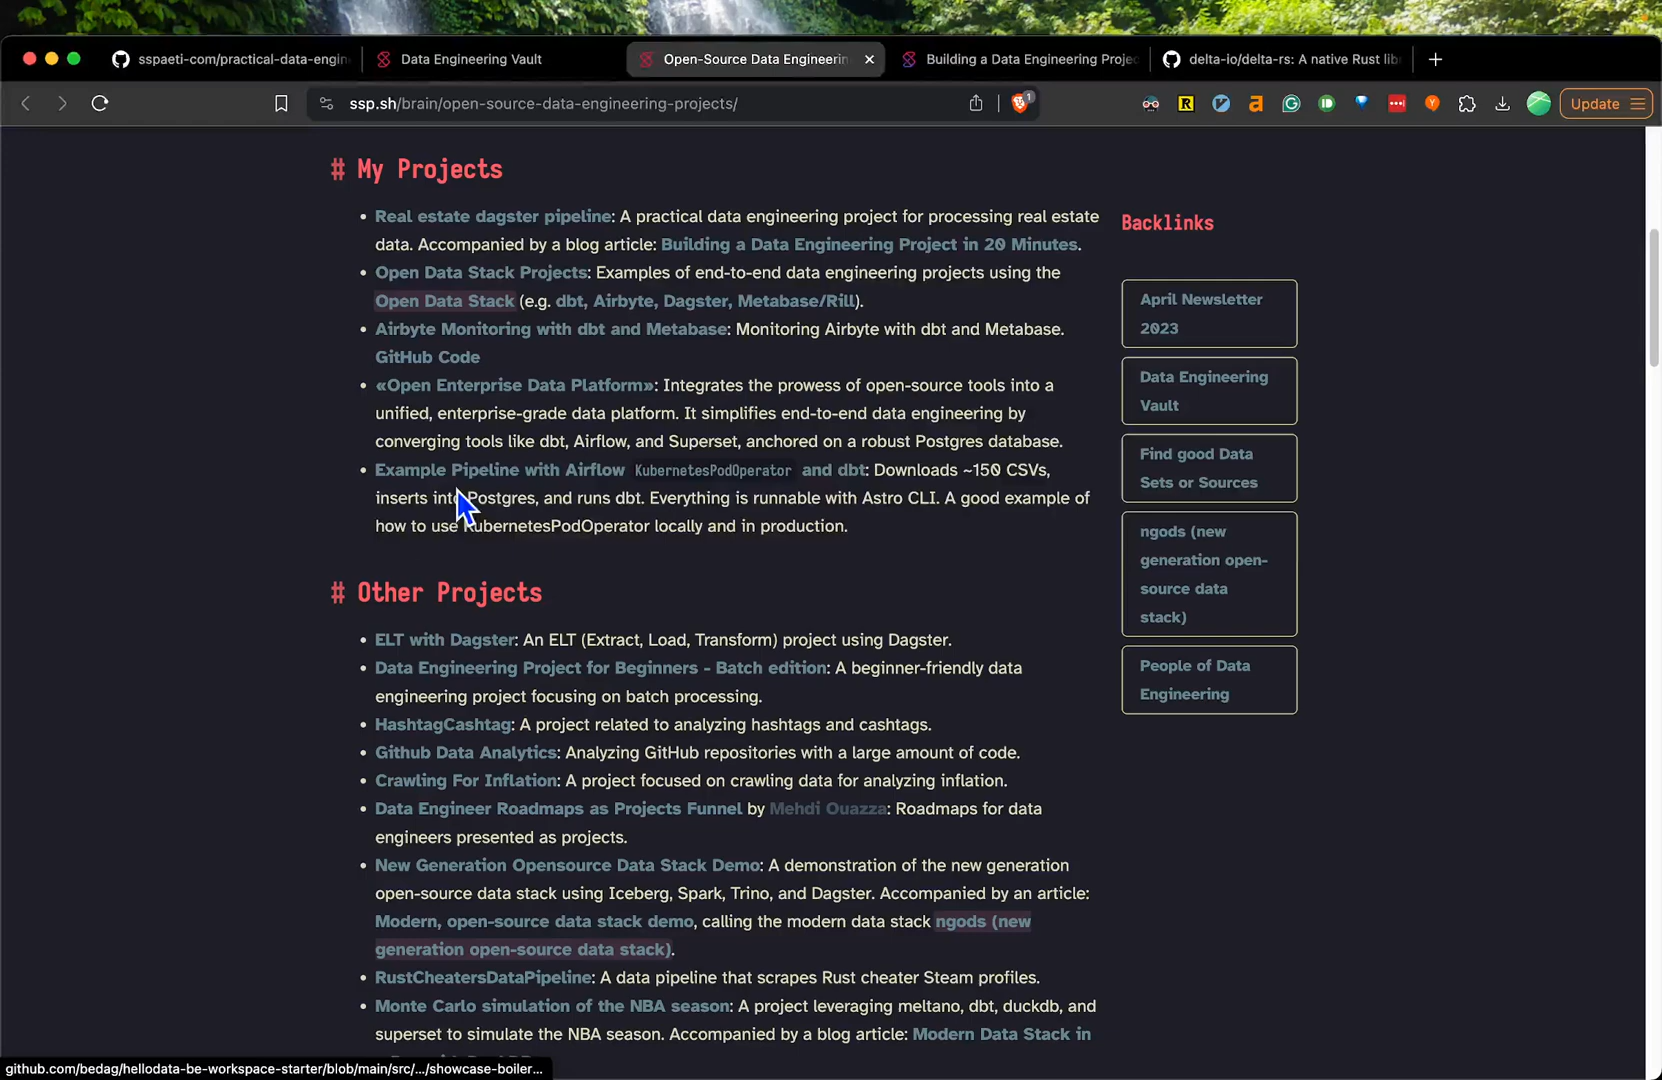 sspaeti-com/practical-data-engin
Data Engineering Vault
Open-Source Data Engineerin
Building a Data Engineering Projec
delta-io/delta-rs: A native Rust lib
ssp.sh/brain/open-source-data-engineering-projects/
1
Update
# My Projects
• Real estate dagster pipeline: A practical data engineering project for processing real estate
data. Accompanied by a blog article: Building a Data Engineering Project in 20 Minutes.
• Open Data Stack Projects: Examples of end-to-end data engineering projects using the
Open Data Stack (e.g. dbt, Airbyte, Dagster, Metabase/Rill).
• Airbyte Monitoring with dbt and Metabase: Monitoring Airbyte with dbt and Metabase.
GitHub Code
• «Open Enterprise Data Platform»: Integrates the prowess of open-source tools into a
unified, enterprise-grade data platform. It simplifies end-to-end data engineering by
converging tools like dbt, Airflow, and Superset, anchored on a robust Postgres database.
• Example Pipeline with Airflow KubernetesPodOperator and dbt: Downloads ~150 CSVs,
inserts into Postgres, and runs dbt. Everything is runnable with Astro CLI. A good example of
how to use KubernetesPodOperator locally and in production.
Backlinks
April Newsletter
2023
Data Engineering
Vault
Find good Data
Sets or Sources
ngods (new
generation open-
source data
stack)
People of Data
Engineering
# Other Projects
• ELT with Dagster: An ELT (Extract, Load, Transform) project using Dagster.
• Data Engineering Project for Beginners - Batch edition: A beginner-friendly data
engineering project focusing on batch processing.
• HashtagCashtag: A project related to analyzing hashtags and cashtags.
• Github Data Analytics: Analyzing GitHub repositories with a large amount of code.
• Crawling For Inflation: A project focused on crawling data for analyzing inflation.
• Data Engineer Roadmaps as Projects Funnel by Mehdi Ouazza: Roadmaps for data
engineers presented as projects.
• New Generation Opensource Data Stack Demo: A demonstration of the new generation
open-source data stack using Iceberg, Spark, Trino, and Dagster. Accompanied by an article:
Modern, open-source data stack demo, calling the modern data stack ngods (new
generation open-source data stack).
• RustCheatersDataPipeline: A data pipeline that scrapes Rust cheater Steam profiles.
• Monte Carlo simulation of the NBA season: A project leveraging meltano, dbt, duckdb, and
superset to simulate the NBA season. Accompanied by a blog article: Modern Data Stack in
github.com/bedag/hellodata-be-workspace-starter/blob/main/src/.../showcase-boiler...